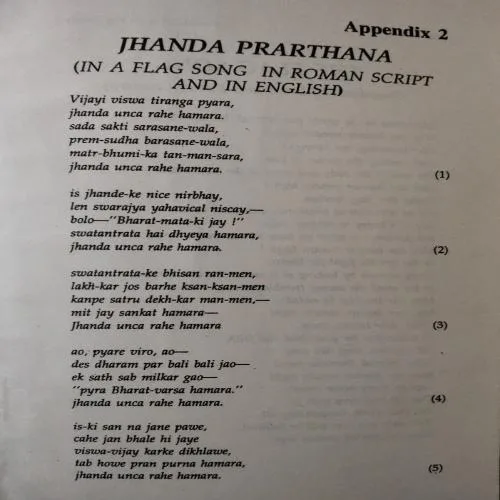 Appendix 2
JHANDA PRARTHANA
(IN A FLAG SONG IN ROMAN SCRIPT
AND IN ENGLISH)
Vijayi viswa tiranga pyara,
jhanda unca rahe hamara.
sada sakti sarasane-wala,
prem-sudha barasane-wala,
matr-bhumi-ka tan-man-sara,
jhanda unca rahe hamara. (1)
is jhande-ke nice nirbhay,
len swarajya yahavical niscay,—
bolo—"Bharat-mata-ki jay !"
swatantrata hai dhyeya hamara,
jhanda unca rahe hamara. (2)
swatantrata-ke bhisan ran-men,
lakh-kar jos barhe ksan-ksan-men
kanpe satru dekh-kar man-men,—
mit jay sankat hamara—
Jhanda unca rahe hamara (3)
ao, pyare viro, ao—
des dharam par bali bali jao—
ek sath sab milkar gao—
"pyra Bharat-varsa hamara."
jhanda unca rahe hamara. (4)
is-ki san na jane pawe,
cahe jan bhale hi jaye
viswa-vijay karke dikhlawe,
tab howe pran purna hamara,
jhanda unca rahe hamara. (5)